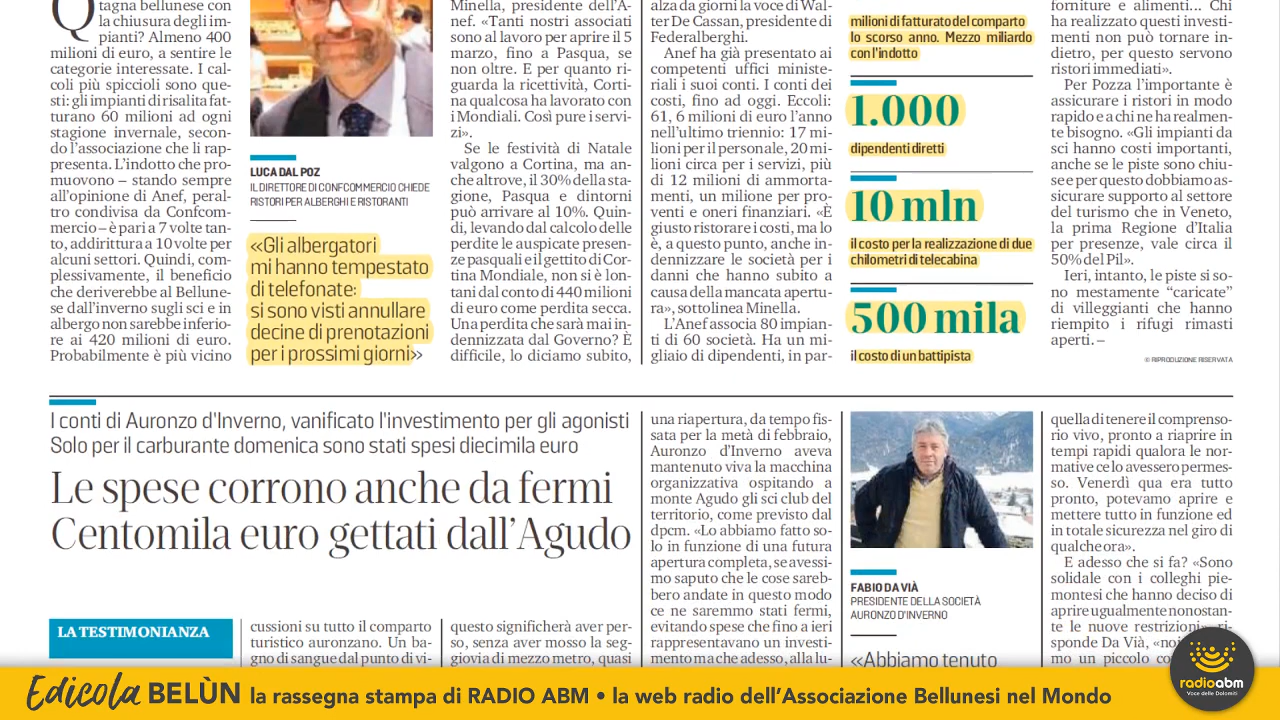 Q
tagna bellunese con
la chiusura degli im-
pianti? Almeno 400
milioni di euro, a sentire le
categorie interessate. I cal-
coli più spiccioli sono que-
sti: gli impianti di risalita fat-
turano 60 milioni ad ogni
stagione invernale, secon-
do l'associazione che li rap-
presenta. L'indotto che pro-
muovono – stando sempre
all'opinione di Anef, peral-
tro condivisa da Confcom-
mercio – è pari a 7 volte tan-
to, addirittura a 10 volte per
alcuni settori. Quindi, com-
plessivamente, il beneficio
che deriverebbe al Bellune-
se dall'inverno sugli sci e in
albergo non sarebbe inferio-
re ai 420 milioni di euro.
Probabilmente è più vicino
LUCA DAL POZ
IL DIRETTORE DI CONFCOMMERCIO CHIEDE
RISTORI PER ALBERGHI E RISTORANTI
«Gli albergatori
mi hanno tempestato
di telefonate:
si sono visti annullare
decine di prenotazioni
per i prossimi giorni»
Minella, presidente dell'A-
nef. «Tanti nostri associati
sono al lavoro per aprire il 5
marzo, fino a Pasqua, se
non oltre. E per quanto ri-
guarda la ricettività, Corti-
na qualcosa ha lavorato con
i Mondiali. Così pure i servi-
zi».
Se le festività di Natale
valgono a Cortina, ma an-
che altrove, il 30% della sta-
gione, Pasqua e dintorni
può arrivare al 10%. Quin-
di, levando dal calcolo delle
perdite le auspicate presen-
ze pasquali e il gettito di Cor-
tina Mondiale, non si è lon-
tani dal conto di 440 milioni
di euro come perdita secca.
Una perdita che sarà mai in-
dennizzata dal Governo? È
difficile, lo diciamo subito,
alza da giorni la voce di Wal-
ter De Cassan, presidente di
Federalberghi.
Anef ha già presentato ai
competenti uffici ministe-
riali i suoi conti. I conti dei
costi, fino ad oggi. Eccoli:
61, 6 milioni di euro l'anno
nell'ultimo triennio: 17 mi-
lioni per il personale, 20 mi-
lioni circa per i servizi, più
di 12 milioni di ammorta-
menti, un milione per pro-
venti e oneri finanziari. «È
giusto ristorare i costi, ma lo
è, a questo punto, anche in-
dennizzare le società per i
danni che hanno subito a
causa della mancata apertu-
ra», sottolinea Minella.
L'Anef associa 80 impian-
ti di 60 società. Ha un mi-
gliaio di dipendenti, in par-
milioni di fatturato del comparto
lo scorso anno. Mezzo miliardo
con l'indotto
1.000
dipendenti diretti
10 mln
il costo per la realizzazione di due
chilometri di telecabina
500 mila
il costo di un battipista
forniture e alimenti... Chi
ha realizzato questi investi-
menti non può tornare in-
dietro, per questo servono
ristori immediati».
Per Pozza l'importante è
assicurare i ristori in modo
rapido e a chi ne ha realmen-
te bisogno. «Gli impianti da
sci hanno costi importanti,
anche se le piste sono chiu-
se e per questo dobbiamo as-
sicurare supporto al settore
del turismo che in Veneto,
la prima Regione d'Italia
per presenze, vale circa il
50% del Pil».
Ieri, intanto, le piste si so-
no mestamente “caricate”
di villeggianti che hanno
riempito i rifugi rimasti
aperti. –
© RIPRODUZIONE RISERVATA
I conti di Auronzo d'Inverno, vanificato l'investimento per gli agonisti
Solo per il carburante domenica sono stati spesi diecimila euro
Le spese corrono anche da fermi
Centomila euro gettati dall'Agudo
LA TESTIMONIANZA
cussioni su tutto il comparto
turistico auronzano. Un ba-
gno di sangue dal punto di vi-
questo significherà aver per-
so, senza aver mosso la seg-
giovia di mezzo metro, quasi
una riapertura, da tempo fis-
sata per la metà di febbraio,
Auronzo d'Inverno aveva
mantenuto viva la macchina
organizzativa ospitando a
monte Agudo gli sci club del
territorio, come previsto dal
dpcm. «Lo abbiamo fatto so-
lo in funzione di una futura
apertura completa, se avessi-
mo saputo che le cose sareb-
bero andate in questo modo
ce ne saremmo stati fermi,
evitando spese che fino a ieri
rappresentavano un investi-
mento ma che adesso, alla lu-
FABIO DA VIÀ
PRESIDENTE DELLA SOCIETÀ
AURONZO D'INVERNO
«Abbiamo tenuto
quella di tenere il comprenso-
rio vivo, pronto a riaprire in
tempi rapidi qualora le nor-
mative ce lo avessero permes-
so. Venerdì qua era tutto
pronto, potevamo aprire e
mettere tutto in funzione ed
in totale sicurezza nel giro di
qualche ora».
E adesso che si fa? «Sono
solidale con i colleghi pie-
montesi che hanno deciso di
aprire ugualmente nonostan-
te le nuove restrizioni», ri-
sponde Da Vià, «noi
mo un piccolo
Edicola BELÙN la rassegna stampa di RADIO ABM • la web radio dell'Associazione Bellunesi nel Mondo
radioabm
Voce delle Dolomiti